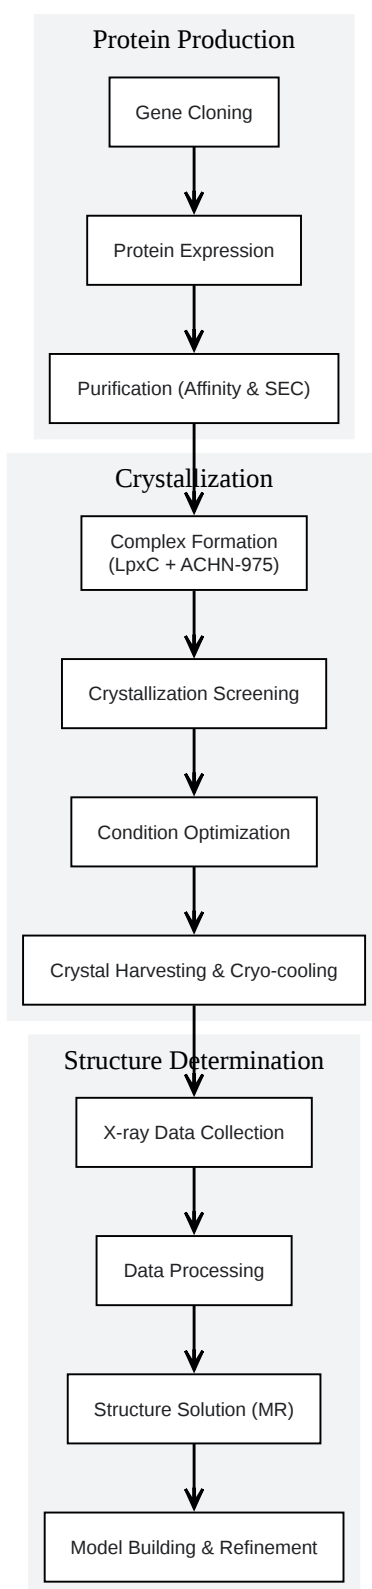 Protein Production
Gene Cloning
Protein Expression
Purification (Affinity & SEC)
Crystallization
Complex Formation
(LpxC + ACHN-975)
Crystallization Screening
Condition Optimization
Crystal Harvesting & Cryo-cooling
Structure Determination
X-ray Data Collection
Data Processing
Structure Solution (MR)
Model Building & Refinement